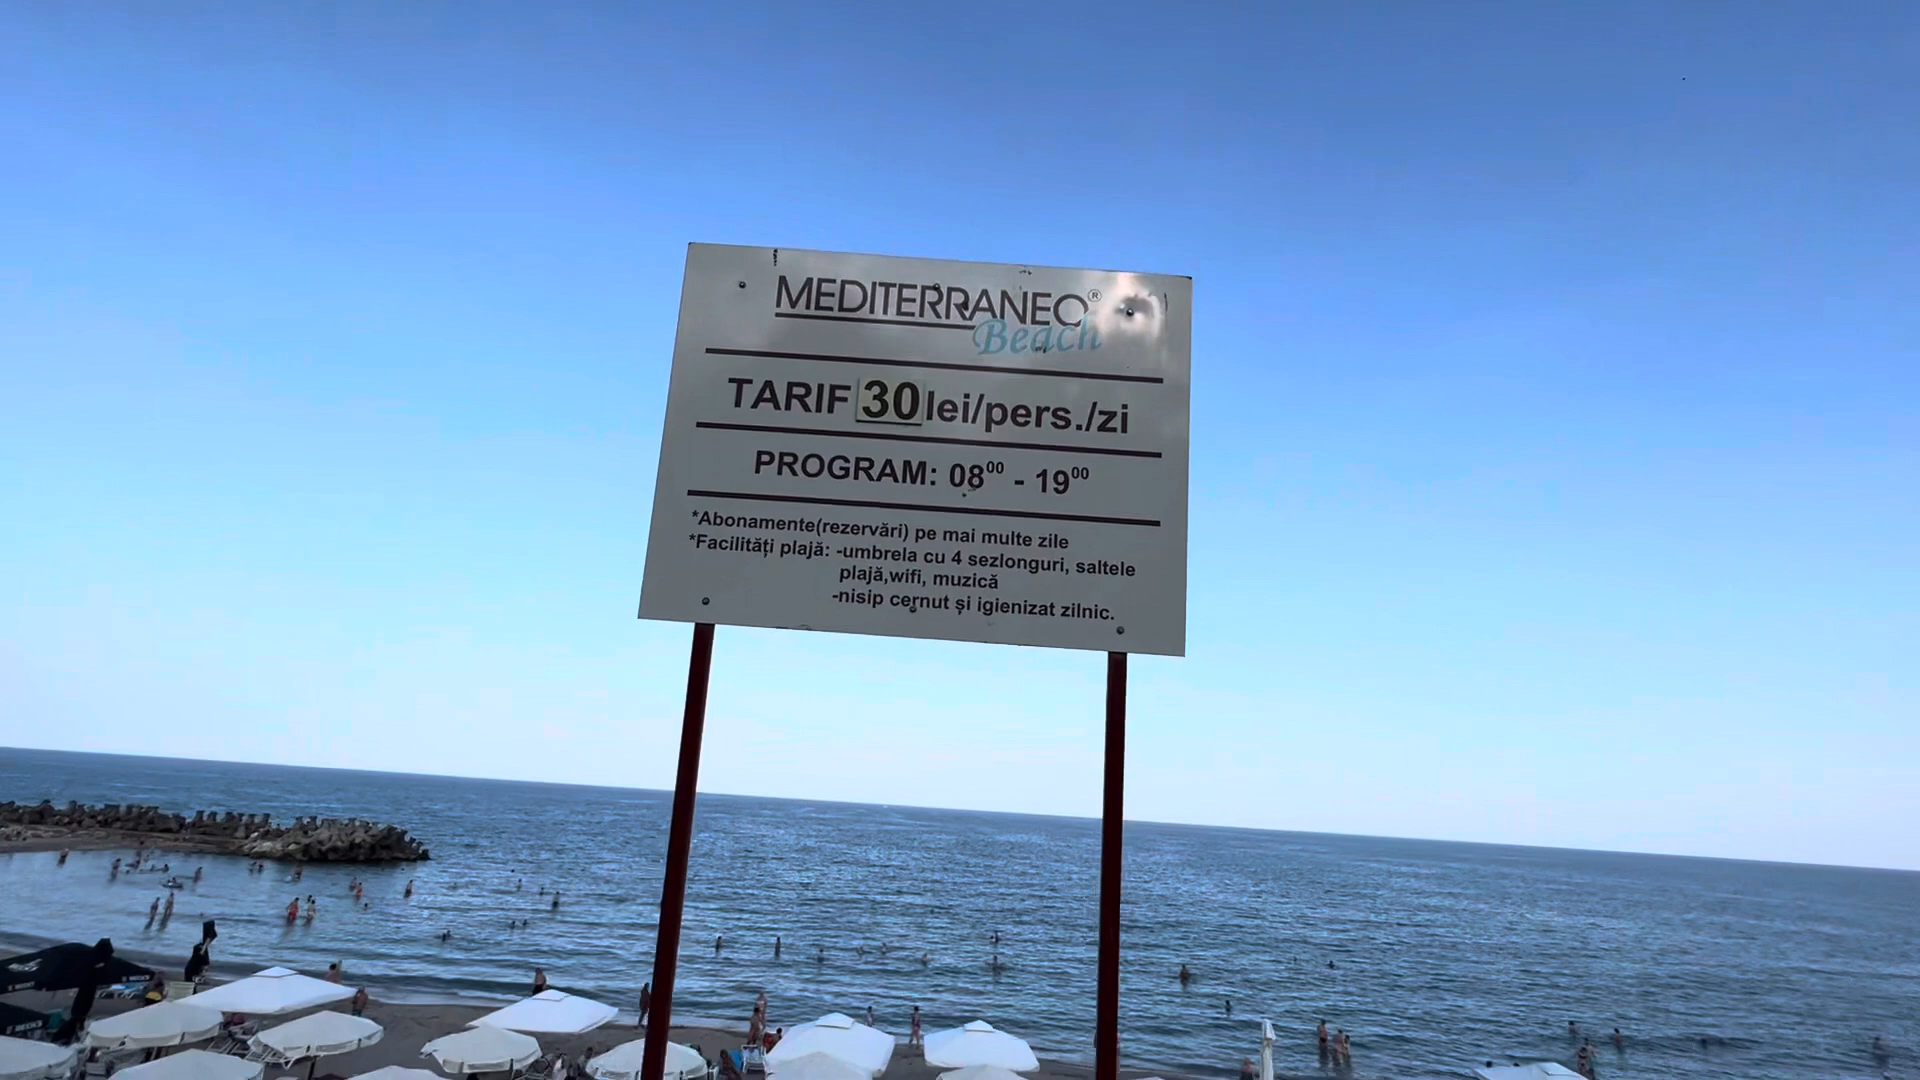 MEDITERRANEO®
Beach
TARIF 30 lei/pers./zi
PROGRAM: 08⁰⁰ - 19⁰⁰
*Abonamente(rezervări) pe mai multe zile
*Facilități plajă: -umbrela cu 4 sezlonguri, saltele
plajă,wifi, muzică
-nisip cernut și igienizat zilnic.